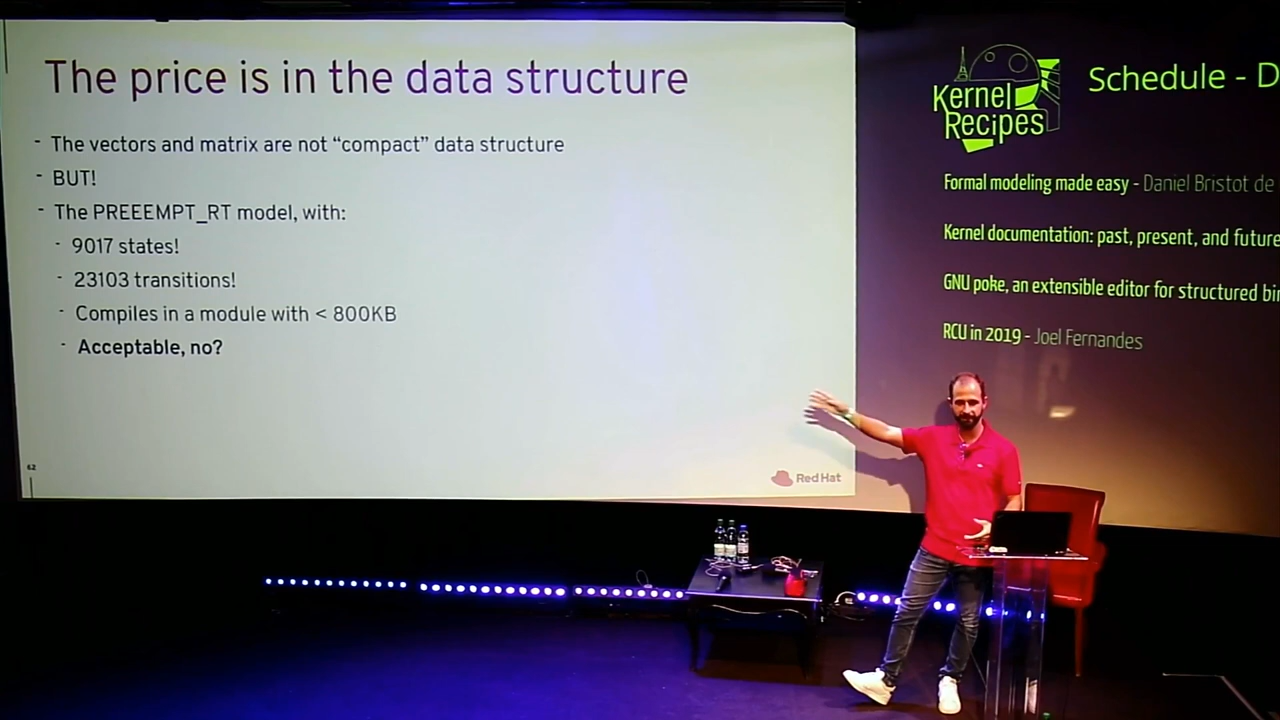 The price is in the data structure
- The vectors and matrix are not “compact” data structure
- BUT!
- The PREEEMPT_RT model, with:
- 9017 states!
- 23103 transitions!
- Compiles in a module with < 800KB
- Acceptable, no?
62
Red Hat
Kernel
Recipes
Schedule - D
Formal modeling made easy - Daniel Bristot de
Kernel documentation: past, present, and future
GNU poke, an extensible editor for structured bin
RCU in 2019 - Joel Fernandes